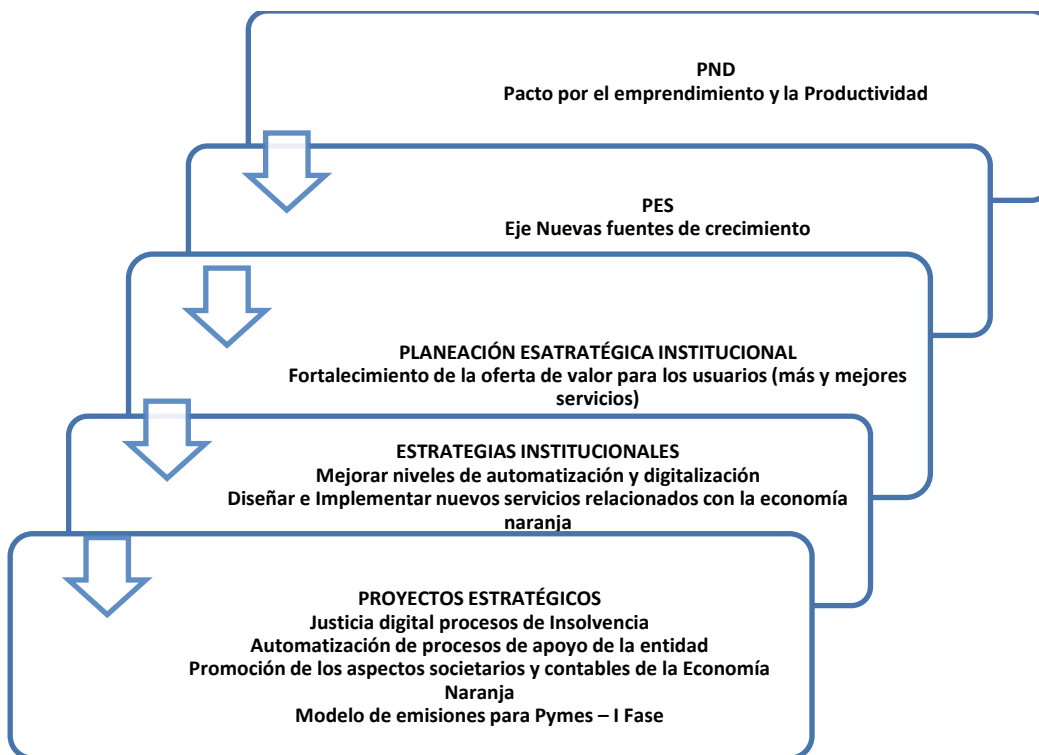 PND
Pacto por el emprendimiento y la Productividad
PES
Eje Nuevas fuentes de crecimiento
PLANEACIÓN ESATRATÉGICA INSTITUCIONAL
Fortalecimiento de la oferta de valor para los usuarios (más y mejores
servicios)
ESTRATEGIAS INSTITUCIONALES
Mejorar niveles de automatización y digitalización
Diseñar e Implementar nuevos servicios relacionados con la economía
naranja
PROYECTOS ESTRATÉGICOS
Justicia digital procesos de Insolvencia
Automatización de procesos de apoyo de la entidad
Promoción de los aspectos societarios y contables de la Economía
Naranja
Modelo de emisiones para Pymes – I Fase